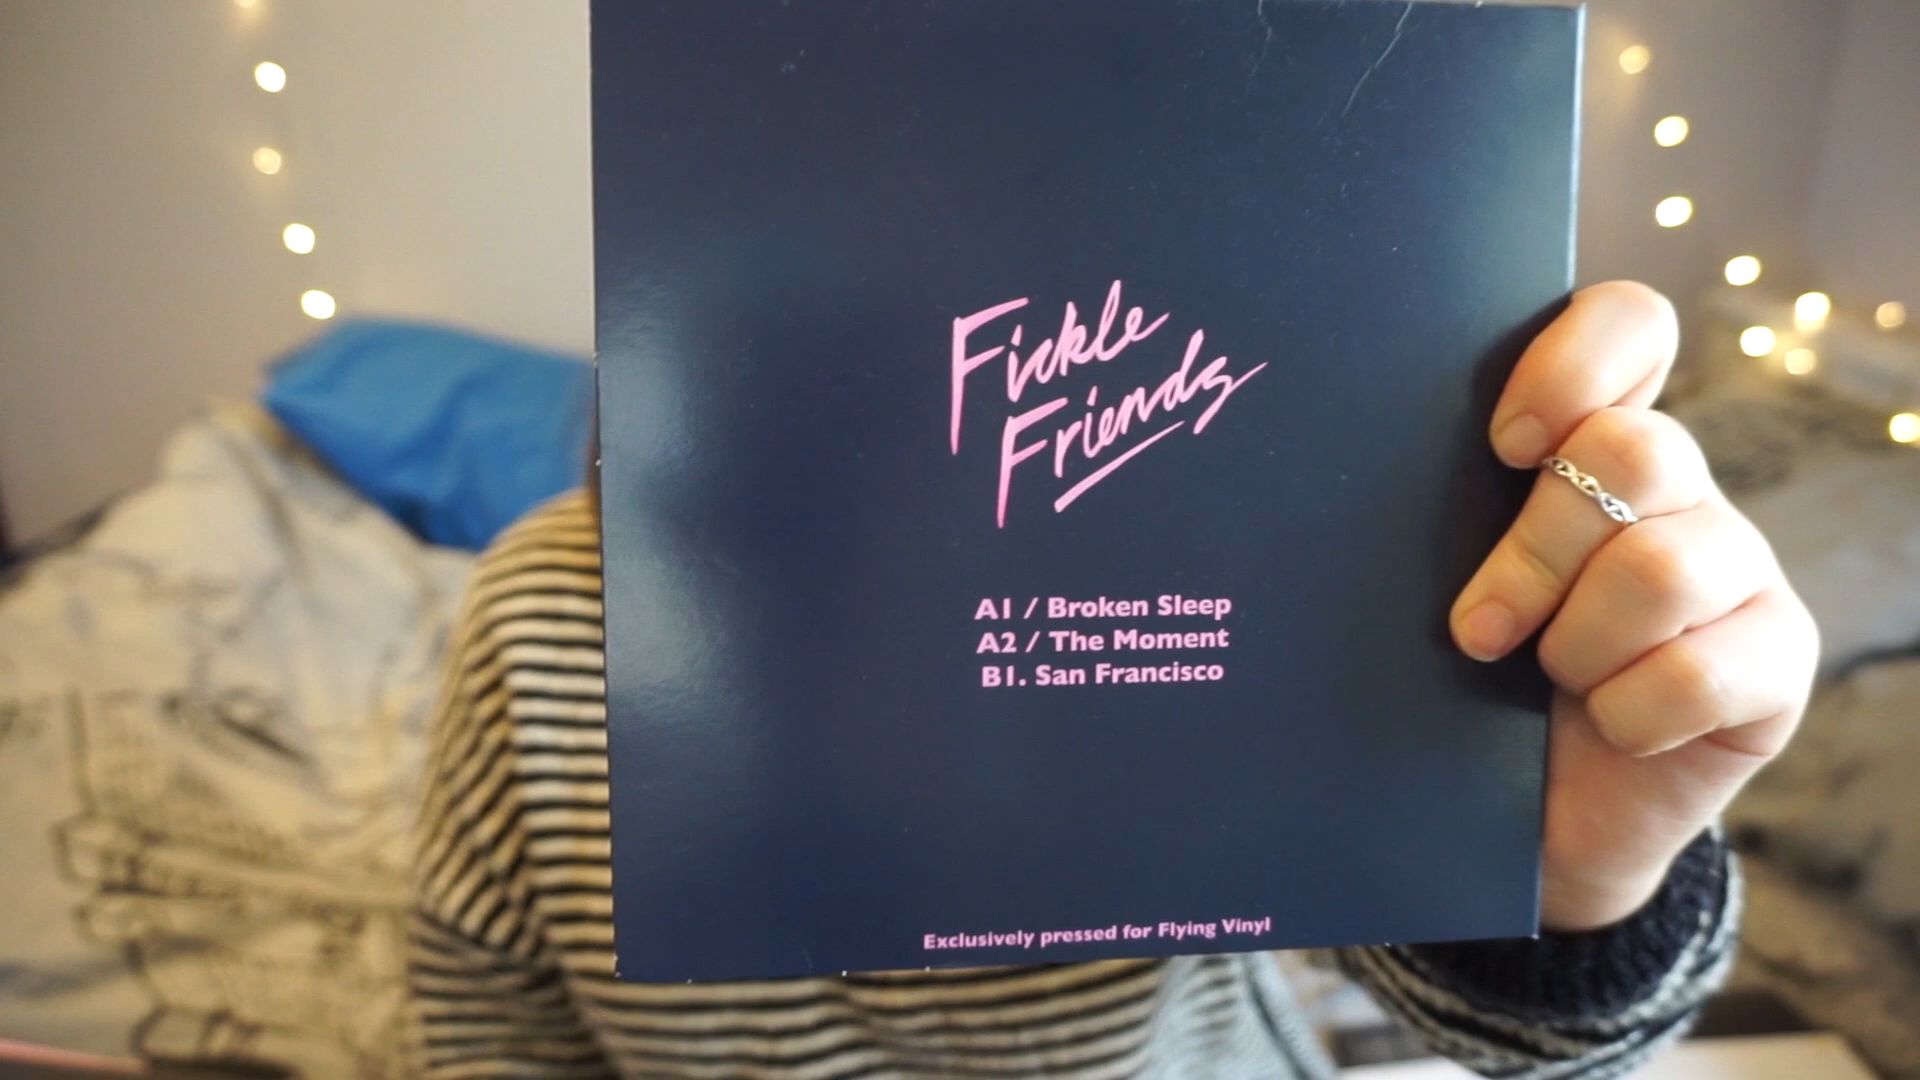 Fickle
Friends
A1 / Broken Sleep
A2 / The Moment
B1. San Francisco
Exclusively pressed for Flying Vinyl